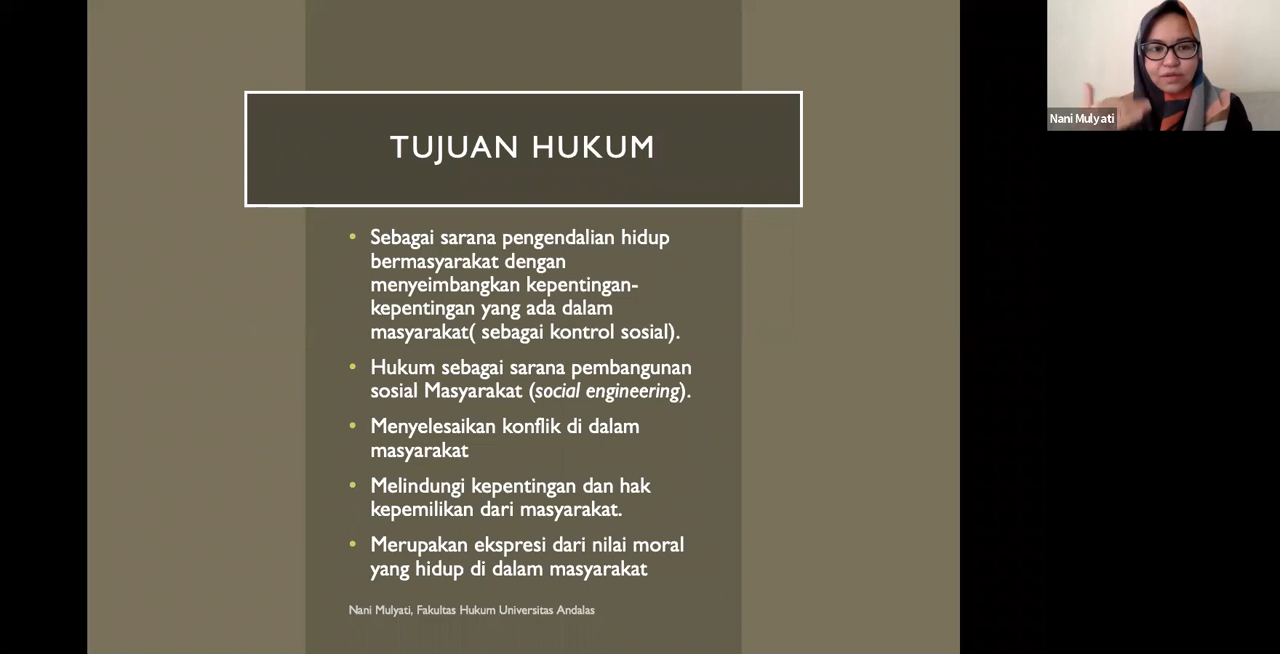 TUJUAN HUKUM
• Sebagai sarana pengendalian hidup
bermasyarakat dengan
menyeimbangkan kepentingan-
kepentingan yang ada dalam
masyarakat( sebagai kontrol sosial).
• Hukum sebagai sarana pembangunan
sosial Masyarakat (social engineering).
• Menyelesaikan konflik di dalam
masyarakat
• Melindungi kepentingan dan hak
kepemilikan dari masyarakat.
• Merupakan ekspresi dari nilai moral
yang hidup di dalam masyarakat
Nani Mulyati, Fakultas Hukum Universitas Andalas
Nani Mulyati